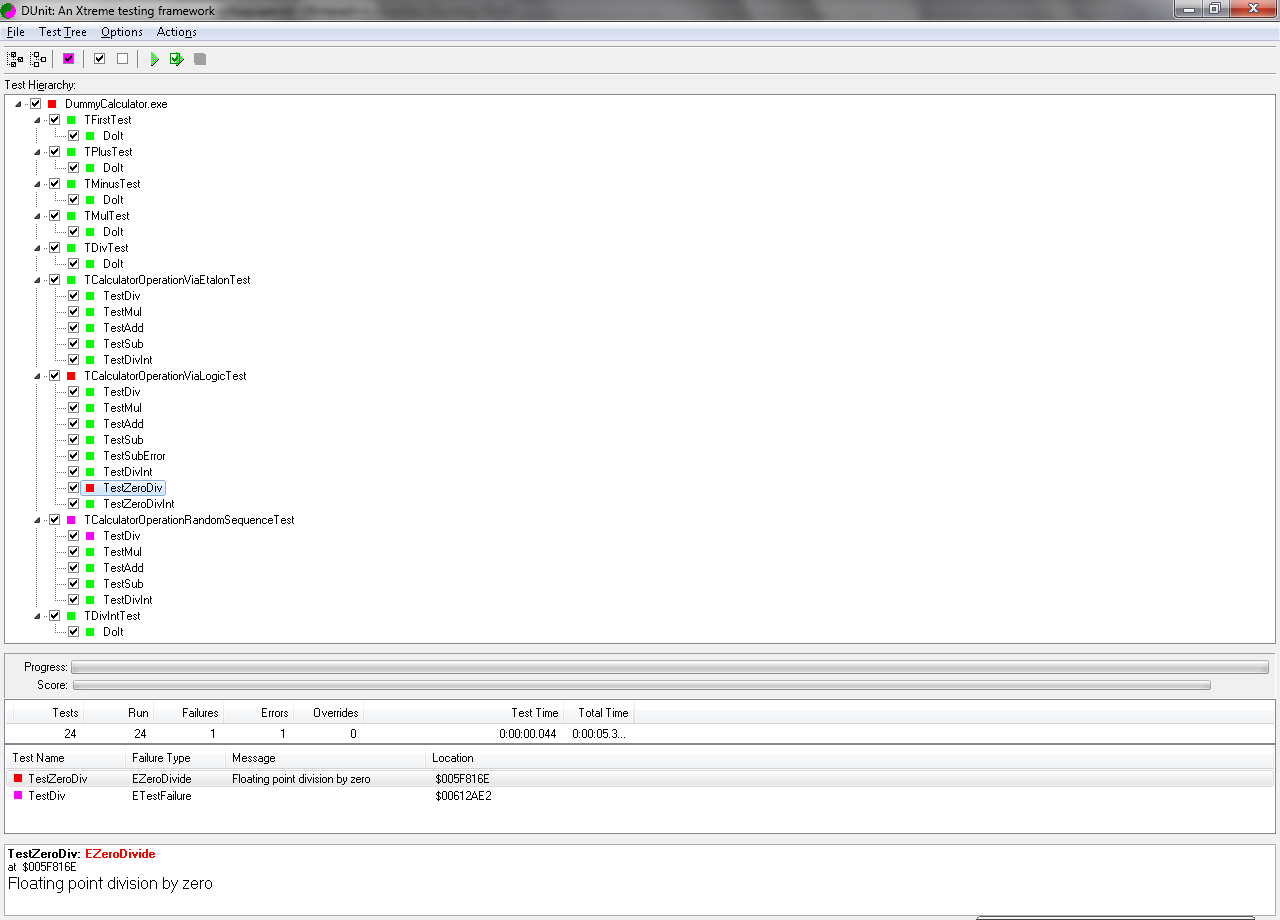 DUnit: An Xtreme testing framework
File Test Tree Options Actions
Test Hierarchy:
DummyCalculator.exe
TFirstTest
DoIt
TPlusTest
DoIt
TMinusTest
DoIt
TMulTest
DoIt
TDivTest
DoIt
TCalculatorOperationViaEtalonTest
TestDiv
TestMul
TestAdd
TestSub
TestDivInt
TCalculatorOperationViaLogicTest
TestDiv
TestMul
TestAdd
TestSub
TestSubError
TestDivInt
TestZeroDiv
TestZeroDivInt
TCalculatorOperationRandomSequenceTest
TestDiv
TestMul
TestAdd
TestSub
TestDivInt
TDivIntTest
DoIt
Progress:
Score:
Tests Run Failures Errors Overrides Test Time Total Time
24 24 1 1 0 0:00:00.044 0:00:05.3...
Test Name Failure Type Message Location
TestZeroDiv EZeroDivide Floating point division by zero $005F816E
TestDiv ETestFailure $00612AE2
TestZeroDiv: EZeroDivide
at $005F816E
Floating point division by zero